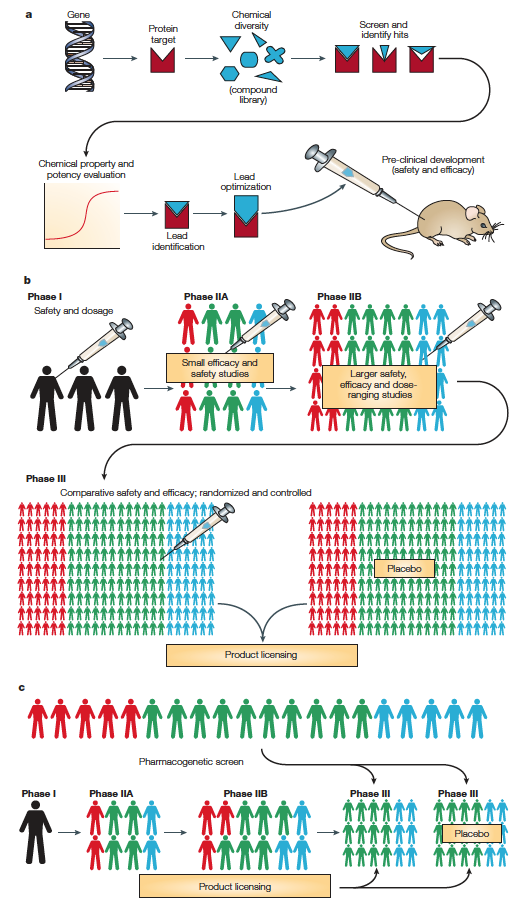 a
Gene
Protein
target
Chemical
diversity
(compound
library)
Screen and
identify hits
Chemical property and
potency evaluation
Lead
identification
Lead
optimization
Pre-clinical development
(safety and efficacy)
b
Phase I
Safety and dosage
Phase IIA
Small efficacy and
safety studies
Phase IIB
Larger safety,
efficacy and dose-
ranging studies
Phase III
Comparative safety and efficacy; randomized and controlled
Placebo
Product licensing
c
Pharmacogenetic screen
Phase I
Phase IIA
Phase IIB
Phase III
Phase III
Placebo
Product licensing